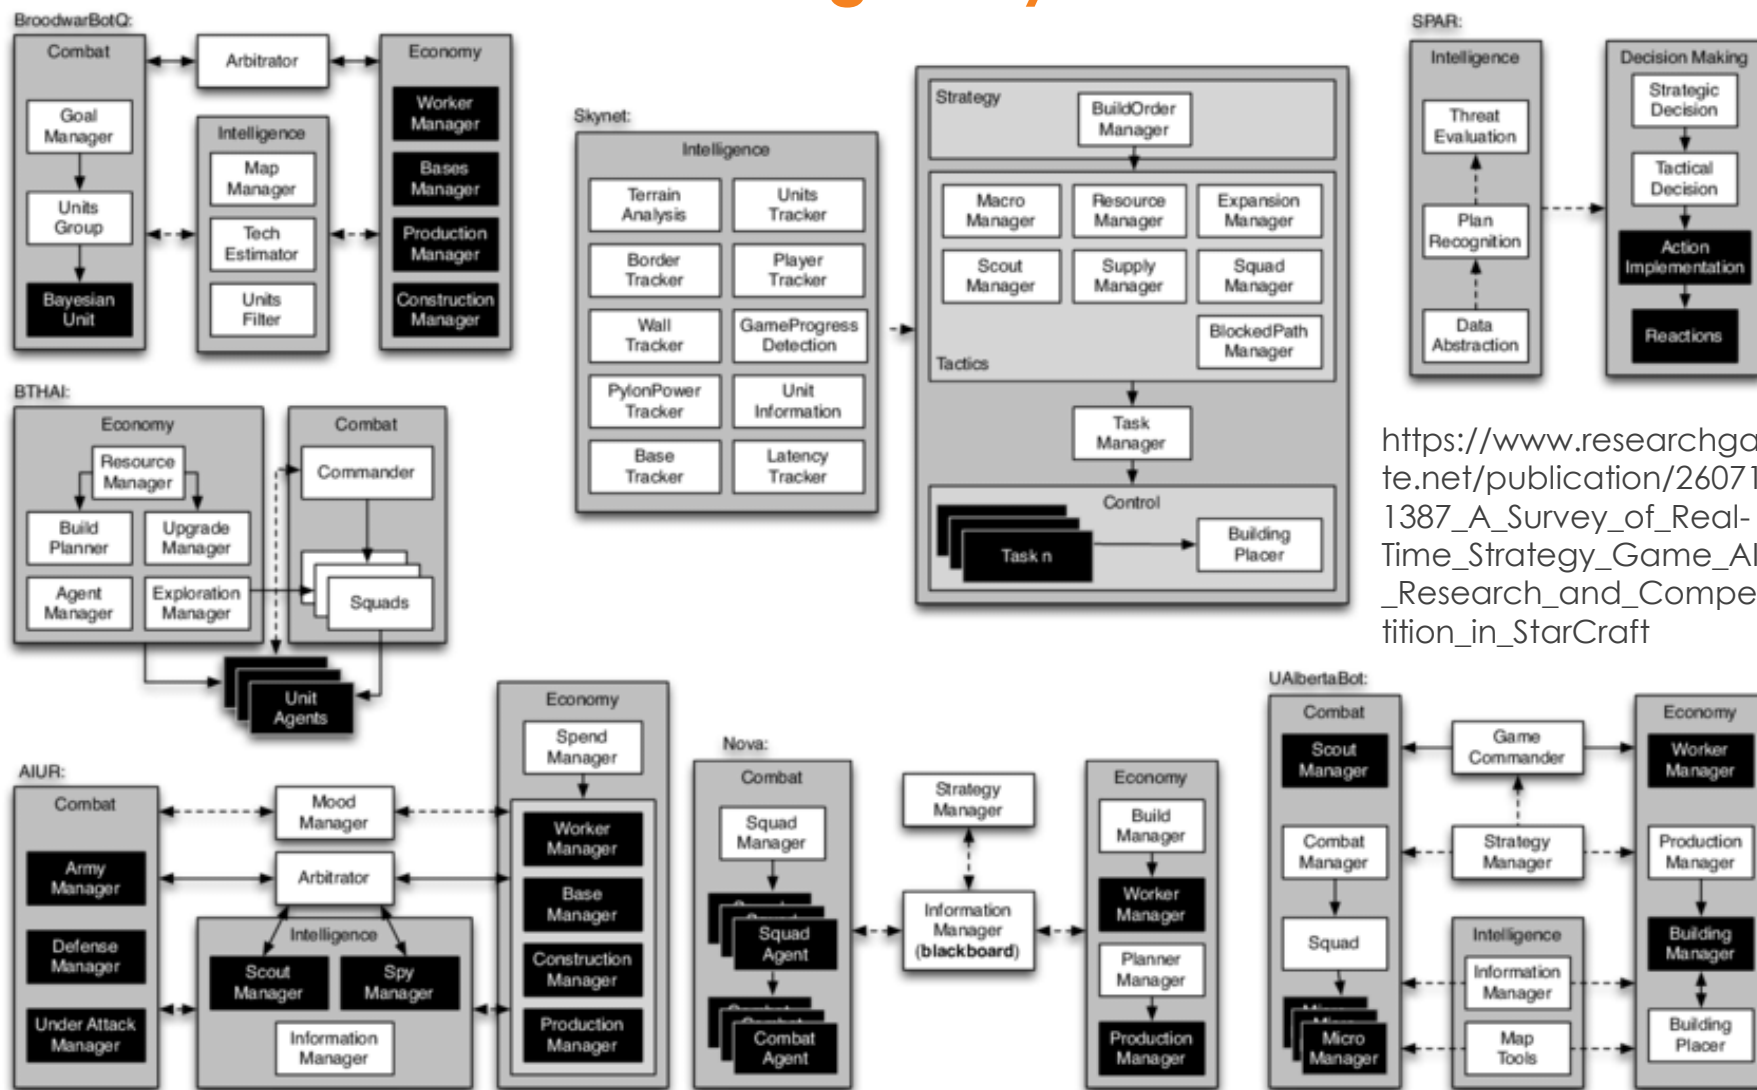 BroodwarBotQ:
Combat
Goal
Manager
Units
Group
Bayesian
Unit
Arbitrator
Intelligence
Map
Manager
Tech
Estimator
Units
Filter
Economy
Worker
Manager
Bases
Manager
Production
Manager
Construction
Manager
Skynet:
Intelligence
Terrain
Analysis
Units
Tracker
Border
Tracker
Player
Tracker
Wall
Tracker
GameProgress
Detection
PylonPower
Tracker
Unit
Information
Base
Tracker
Latency
Tracker
Strategy
BuildOrder
Manager
Macro
Manager
Resource
Manager
Expansion
Manager
Scout
Manager
Supply
Manager
Squad
Manager
BlockedPath
Manager
Tactics
Task
Manager
Control
Task n
Building
Placer
SPAR:
Intelligence
Threat
Evaluation
Plan
Recognition
Data
Abstraction
Decision Making
Strategic
Decision
Tactical
Decision
Action
Implementation
Reactions
https://www.researchga
te.net/publication/26071
1387_A_Survey_of_Real-
Time_Strategy_Game_AI
_Research_and_Compe
tition_in_StarCraft
BTHAI:
Economy
Resource
Manager
Build
Planner
Upgrade
Manager
Agent
Manager
Exploration
Manager
Combat
Commander
Squads
Unit
Agents
AIUR:
Combat
Army
Manager
Defense
Manager
Under Attack
Manager
Mood
Manager
Arbitrator
Intelligence
Scout
Manager
Spy
Manager
Information
Manager
Economy
Spend
Manager
Worker
Manager
Base
Manager
Construction
Manager
Production
Manager
Nova:
Combat
Squad
Manager
Squad
Agent
Combat
Agent
Strategy
Manager
Information
Manager
(blackboard)
Economy
Build
Manager
Worker
Manager
Planner
Manager
Production
Manager
UAlbertaBot:
Combat
Scout
Manager
Combat
Manager
Squad
Micro
Manager
Game
Commander
Strategy
Manager
Intelligence
Information
Manager
Map
Tools
Economy
Worker
Manager
Production
Manager
Building
Manager
Building
Placer